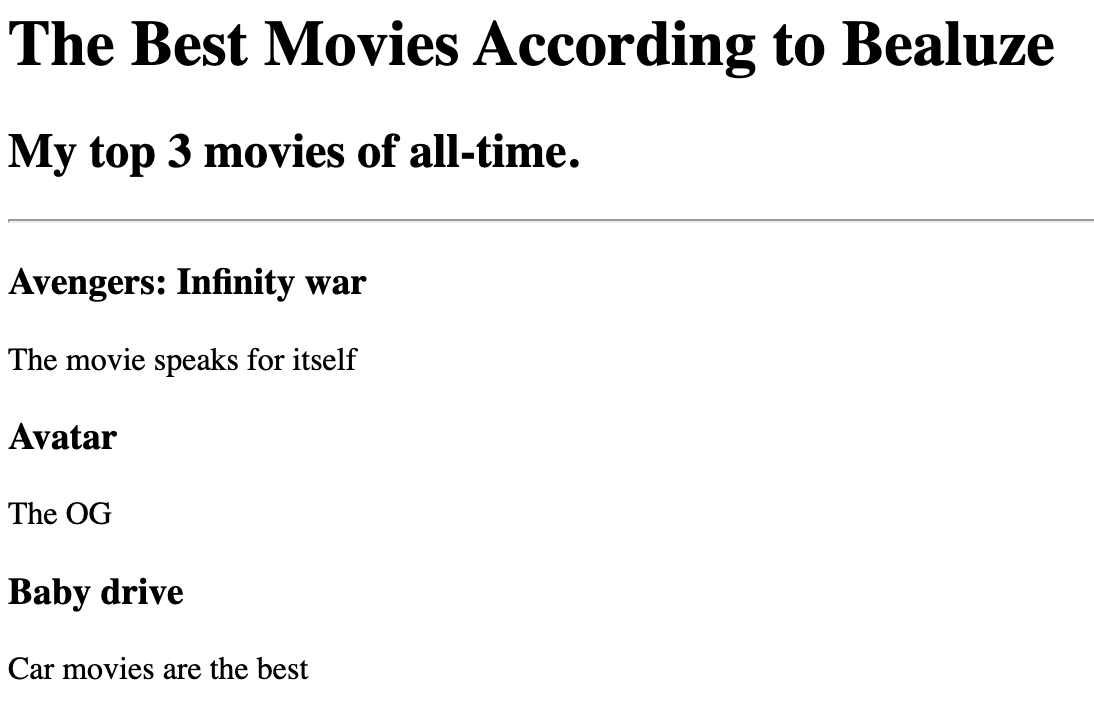 The Best Movies According to Bealuze
My top 3 movies of all-time.
Avengers: Infinity war
The movie speaks for itself
Avatar
The OG
Baby drive
Car movies are the best